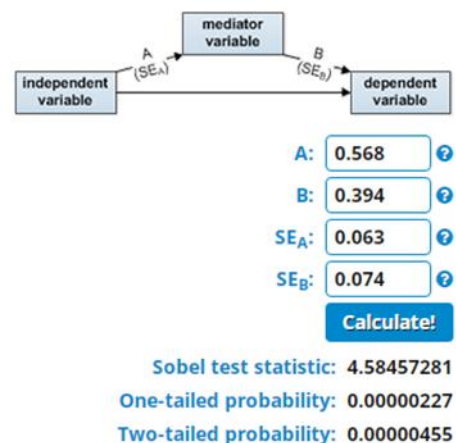 mediator
variable
A
(SEA)
B
(SEB)
independent
variable
dependent
variable
A: 0.568 ?
B: 0.394 ?
SEA: 0.063 ?
SEB: 0.074 ?
Calculate!
Sobel test statistic: 4.58457281
One-tailed probability: 0.00000227
Two-tailed probability: 0.00000455